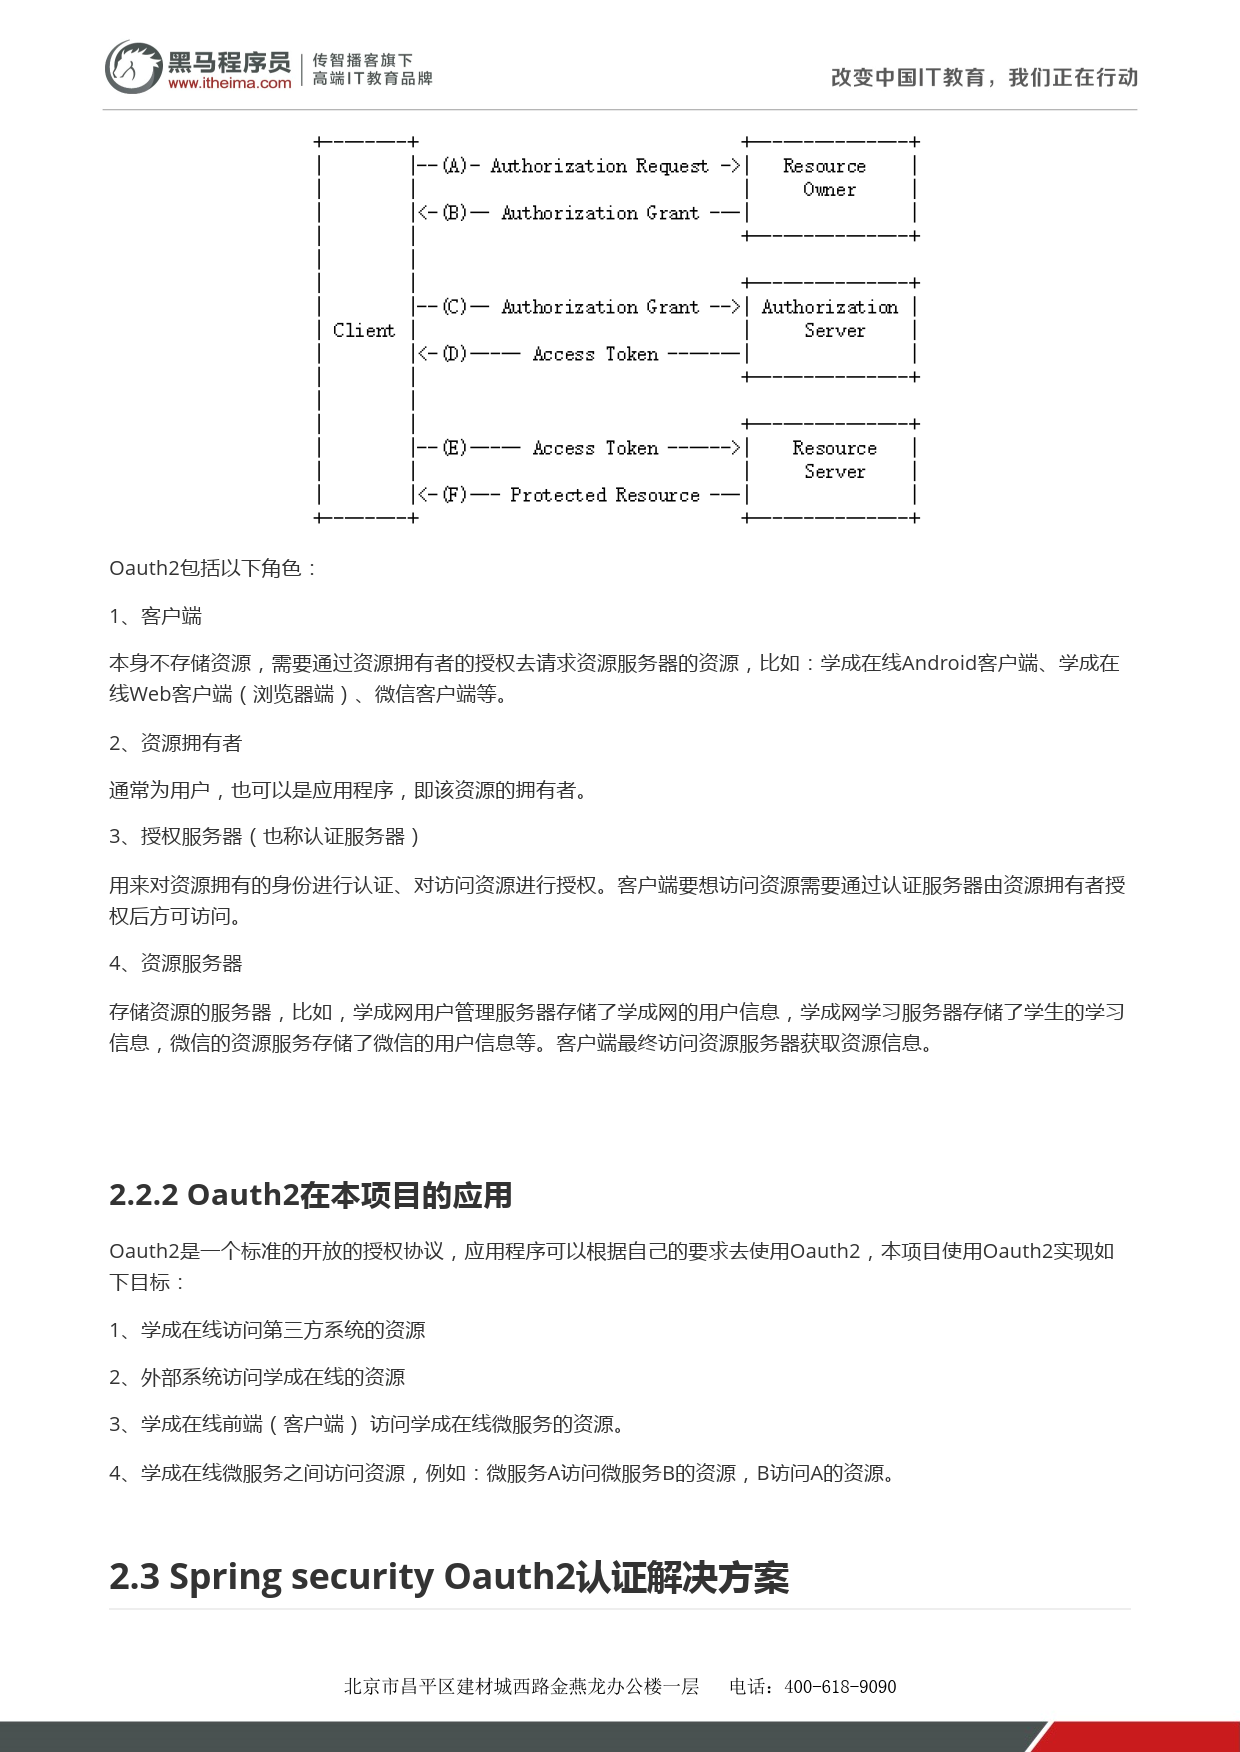 黑马程序员
www.itheima.com
传智播客旗下
高端IT教育品牌
改变中国IT教育，我们正在行动
+--------+                               +---------------+
|        |--(A)- Authorization Request ->|   Resource    |
|        |                               |     Owner     |
|        |<-(B)-- Authorization Grant ---|               |
|        |                               +---------------+
|        |
|        |                               +---------------+
|        |--(C)-- Authorization Grant -->| Authorization |
| Client |                               |     Server    |
|        |<-(D)----- Access Token -------|               |
|        |                               +---------------+
|        |
|        |                               +---------------+
|        |--(E)----- Access Token ------>|    Resource   |
|        |                               |     Server    |
|        |<-(F)--- Protected Resource ---|               |
+--------+                               +---------------+
Oauth2包括以下角色：
1、客户端
本身不存储资源，需要通过资源拥有者的授权去请求资源服务器的资源，比如：学成在线Android客户端、学成在
线Web客户端（浏览器端）、微信客户端等。
2、资源拥有者
通常为用户，也可以是应用程序，即该资源的拥有者。
3、授权服务器（也称认证服务器）
用来对资源拥有的身份进行认证、对访问资源进行授权。客户端要想访问资源需要通过认证服务器由资源拥有者授
权后方可访问。
4、资源服务器
存储资源的服务器，比如，学成网用户管理服务器存储了学成网的用户信息，学成网学习服务器存储了学生的学习
信息，微信的资源服务存储了微信的用户信息等。客户端最终访问资源服务器获取资源信息。
2.2.2 Oauth2在本项目的应用
Oauth2是一个标准的开放的授权协议，应用程序可以根据自己的要求去使用Oauth2，本项目使用Oauth2实现如
下目标：
1、学成在线访问第三方系统的资源
2、外部系统访问学成在线的资源
3、学成在线前端（客户端） 访问学成在线微服务的资源。
4、学成在线微服务之间访问资源，例如：微服务A访问微服务B的资源，B访问A的资源。
2.3 Spring security Oauth2认证解决方案
北京市昌平区建材城西路金燕龙办公楼一层 电话：400-618-9090